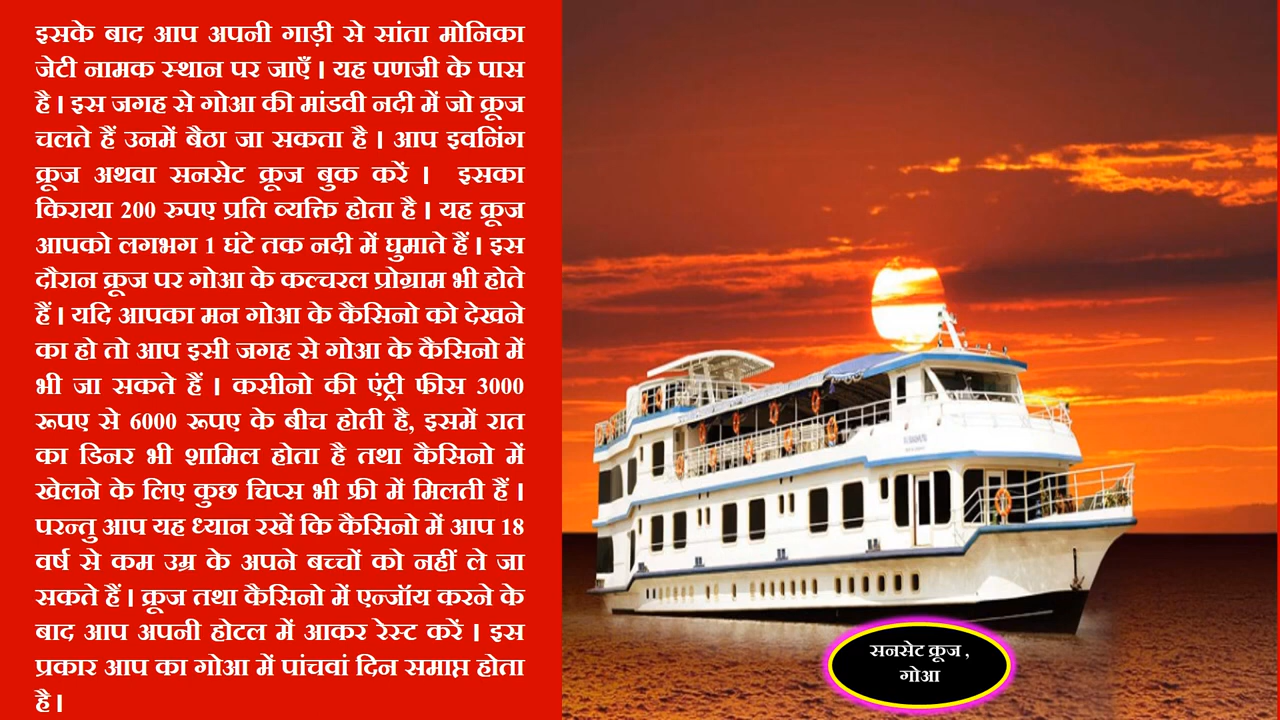 इसके बाद आप अपनी गाड़ी से सांता मोनिका
जेटी नामक स्थान पर जाएँ । यह पणजी के पास
है । इस जगह से गोआ की मांडवी नदी में जो क्रूज
चलते हैं उनमें बैठा जा सकता है । आप इवनिंग
क्रूज अथवा सनसेट क्रूज बुक करें । इसका
किराया 200 रुपए प्रति व्यक्ति होता है । यह क्रूज
आपको लगभग 1 घंटे तक नदी में घुमाते हैं । इस
दौरान क्रूज पर गोआ के कल्चरल प्रोग्राम भी होते
हैं । यदि आपका मन गोआ के कैसिनो को देखने
का हो तो आप इसी जगह से गोआ के कैसिनो में
भी जा सकते हैं । कसीनो की एंट्री फीस 3000
रूपए से 6000 रूपए के बीच होती है, इसमें रात
का डिनर भी शामिल होता है तथा कैसिनो में
खेलने के लिए कुछ चिप्स भी फ्री में मिलती हैं ।
परन्तु आप यह ध्यान रखें कि कैसिनो में आप 18
वर्ष से कम उम्र के अपने बच्चों को नहीं ले जा
सकते हैं । क्रूज तथा कैसिनो में एन्जॉय करने के
बाद आप अपनी होटल में आकर रेस्ट करें । इस
प्रकार आप का गोआ में पांचवां दिन समाप्त होता
है ।
सनसेट क्रूज ,
गोआ